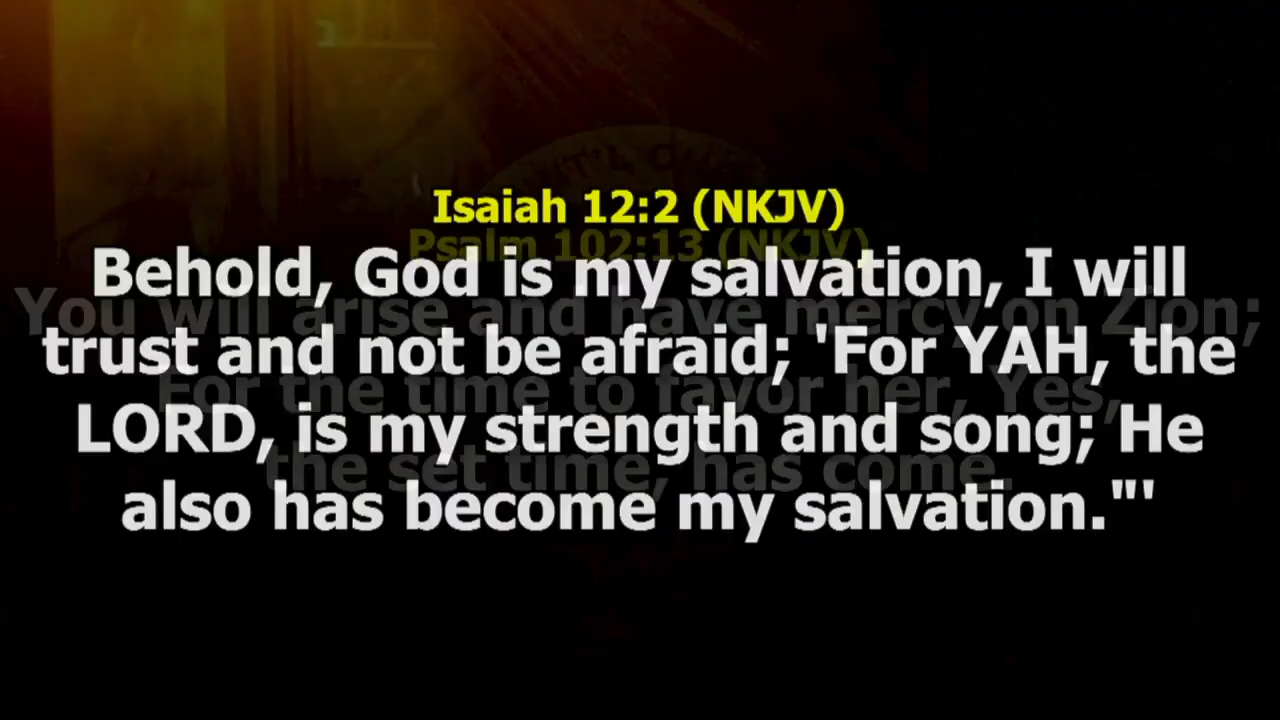 Isaiah 12:2 (NKJV)
Behold, God is my salvation, I will
trust and not be afraid; 'For YAH, the
LORD, is my strength and song; He
also has become my salvation."'
Psalm 102:13 (NKJV)
You will arise and have mercy on Zion;
For the time to favor her, Yes,
the set time, has come.